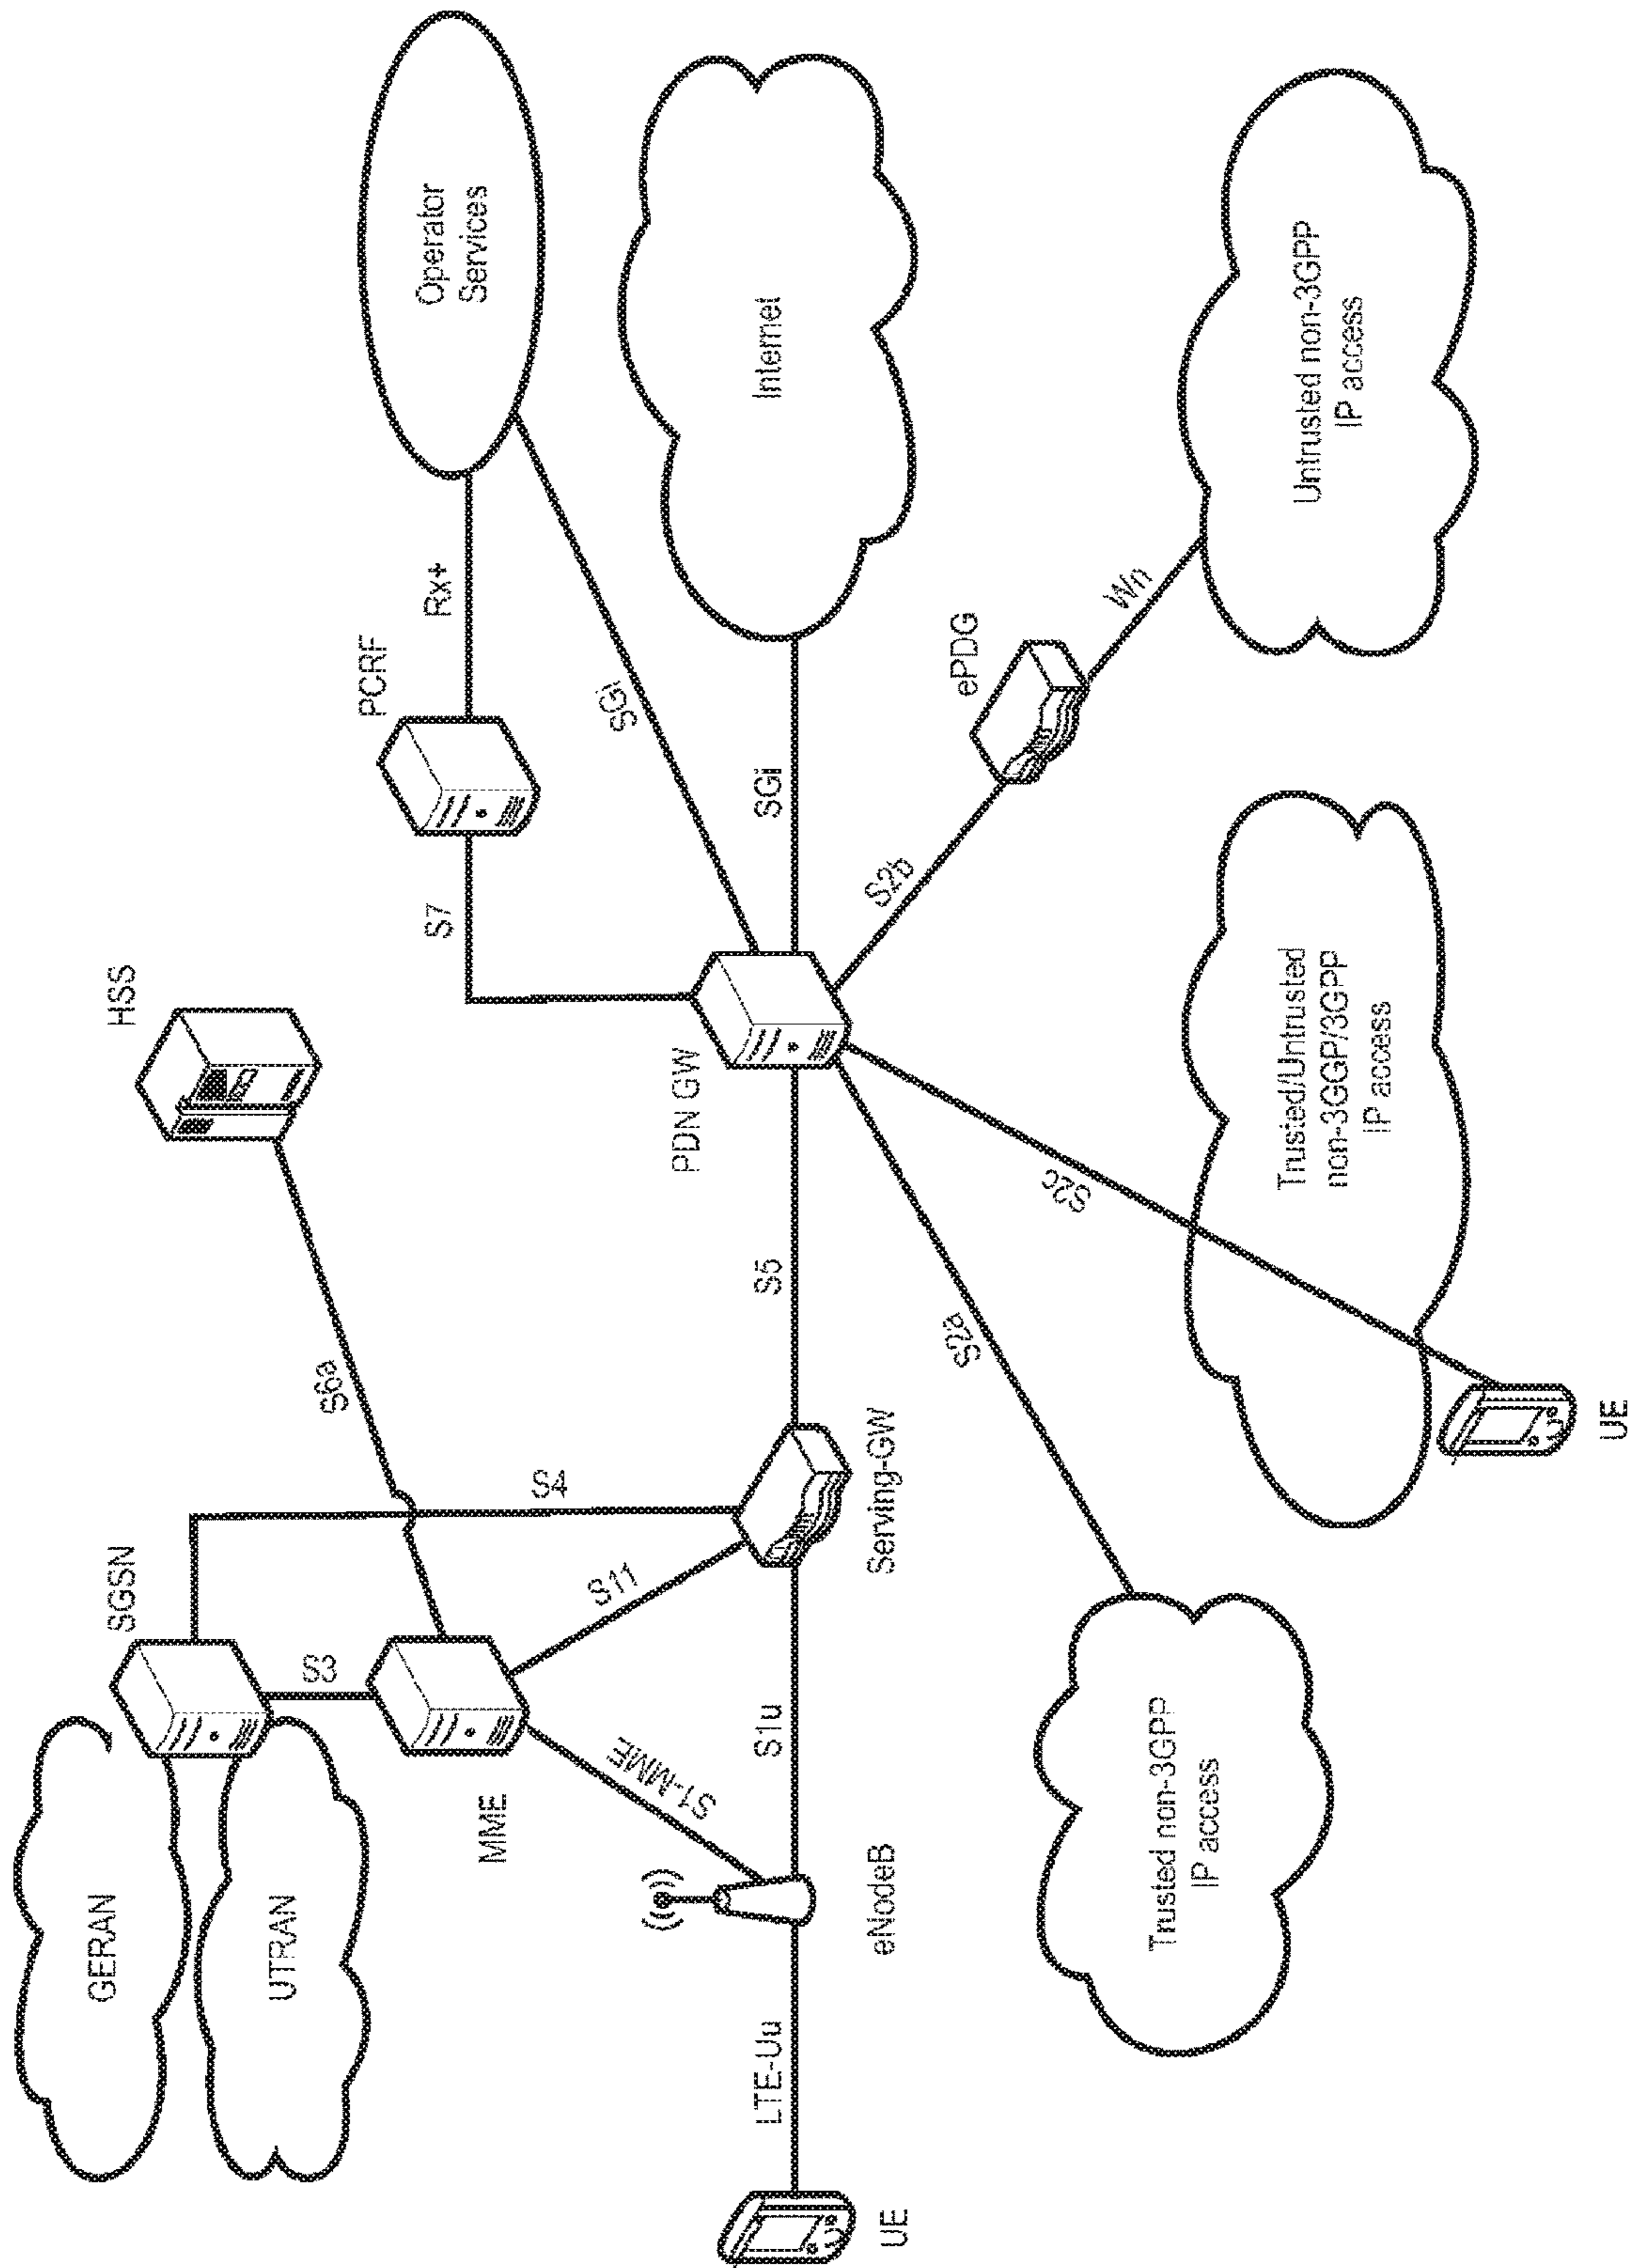 GERAN
UTRAN
SGSN
HSS
S3
S6a
MME
S4
S11
S1-MME
PCRF
S7
Rx+
Operator
Services
SGi
LTE-Uu
S1u
S5
SGi
Internet
UE
eNodeB
Serving-GW
PDN GW
S2a
S2c
S2b
ePDG
Wn
Trusted non-3GPP
IP access
Trusted/Untrusted
non-3GGP/3GPP
IP access
Untrusted non-3GPP
IP access
UE